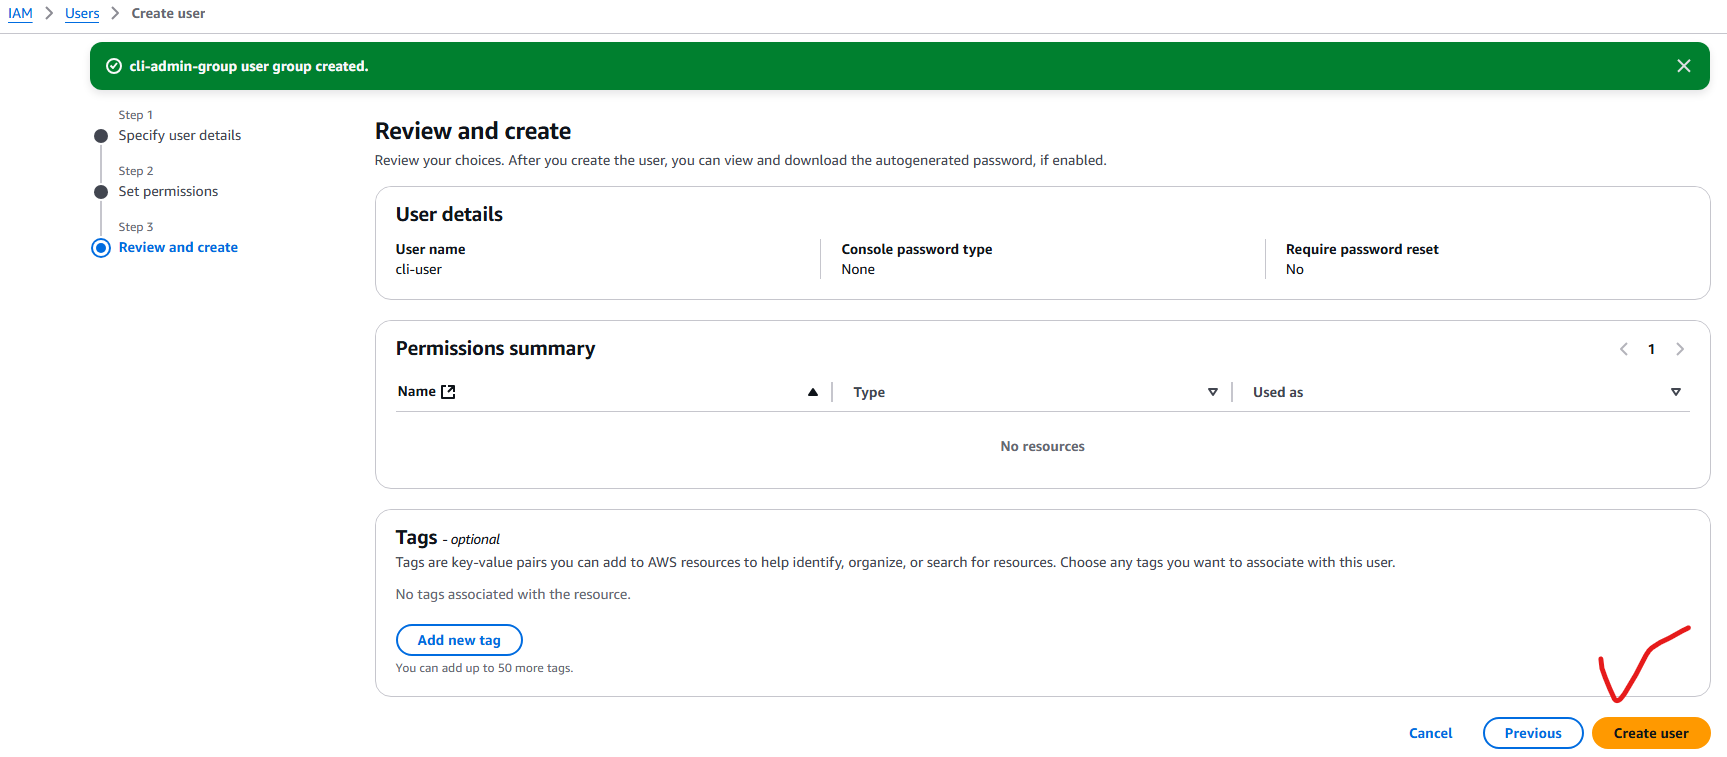 IAM > Users > Create user
cli-admin-group user group created.
Step 1
Specify user details
Step 2
Set permissions
Step 3
Review and create
Review and create
Review your choices. After you create the user, you can view and download the autogenerated password, if enabled.
User details
User name
cli-user
Console password type
None
Require password reset
No
Permissions summary
1
Name
Type
Used as
No resources
Tags - optional
Tags are key-value pairs you can add to AWS resources to help identify, organize, or search for resources. Choose any tags you want to associate with this user.
No tags associated with the resource.
Add new tag
You can add up to 50 more tags.
Cancel
Previous
Create user